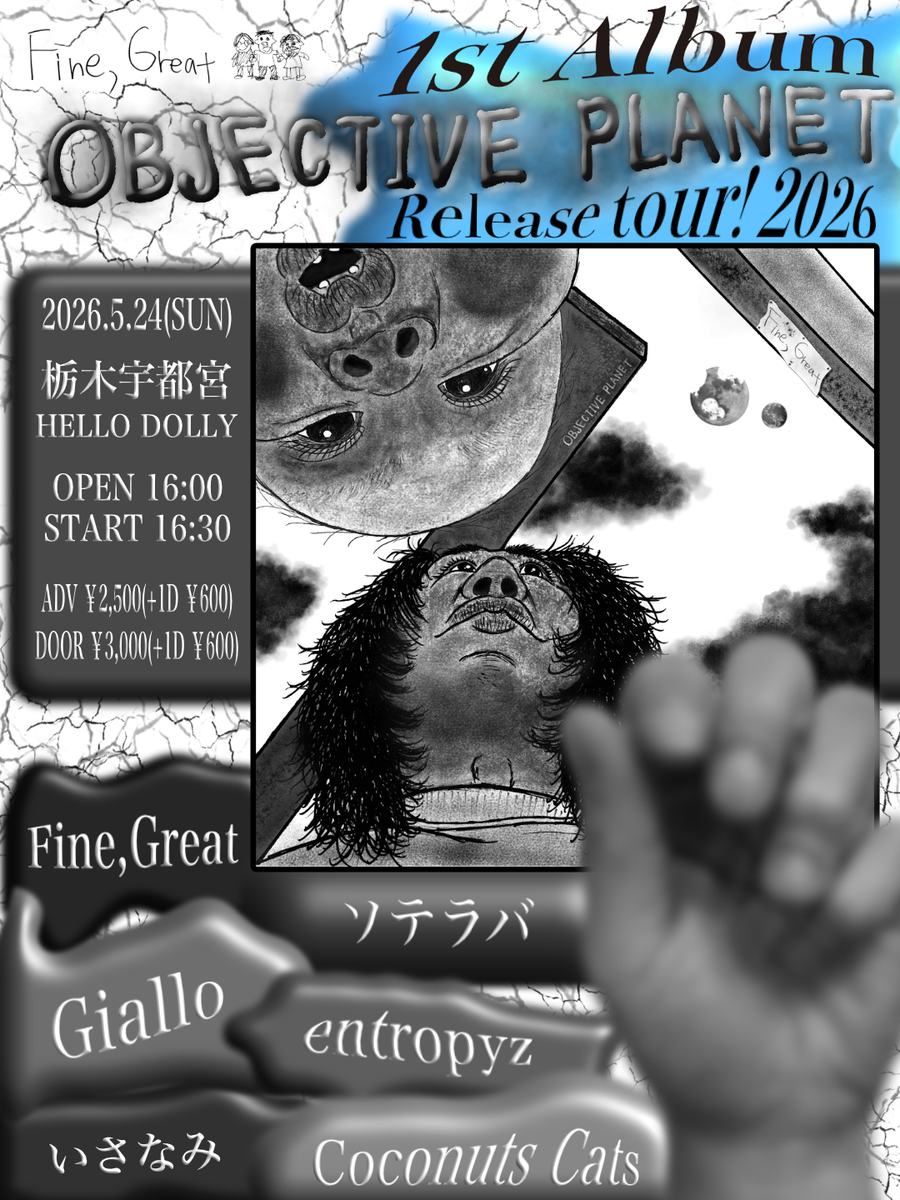 Fine, Great
1st Album
OBJECTIVE PLANET
Release tour! 2026
2026.5.24(SUN)
栃木宇都宮
HELLO DOLLY
OPEN 16:00
START 16:30
ADV ¥2,500(+1D ¥600)
DOOR ¥3,000(+1D ¥600)
OBJECTIVE PLANET
Fine, Great
Fine,Great
ソテラバ
Giallo
entropyz
いさなみ
Coconuts Cats